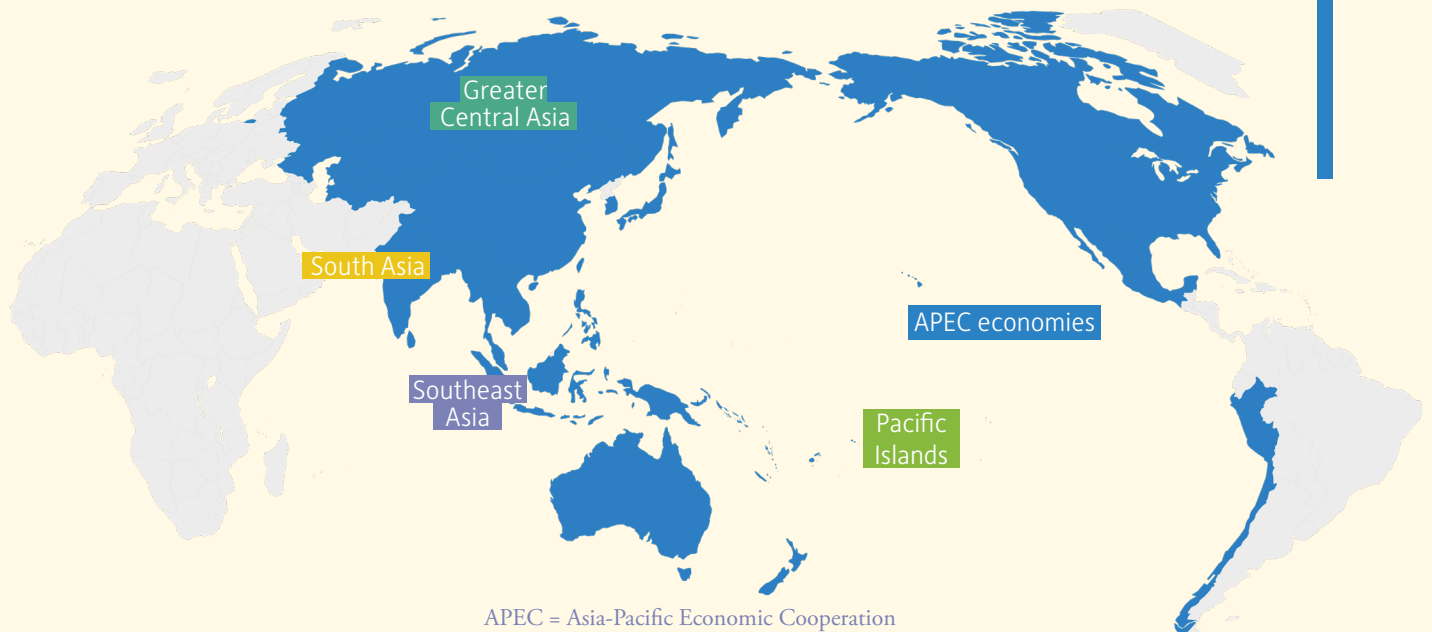 Greater
Central Asia
South Asia
APEC economies
Southeast
Asia
Pacific
Islands
APEC = Asia-Pacific Economic Cooperation